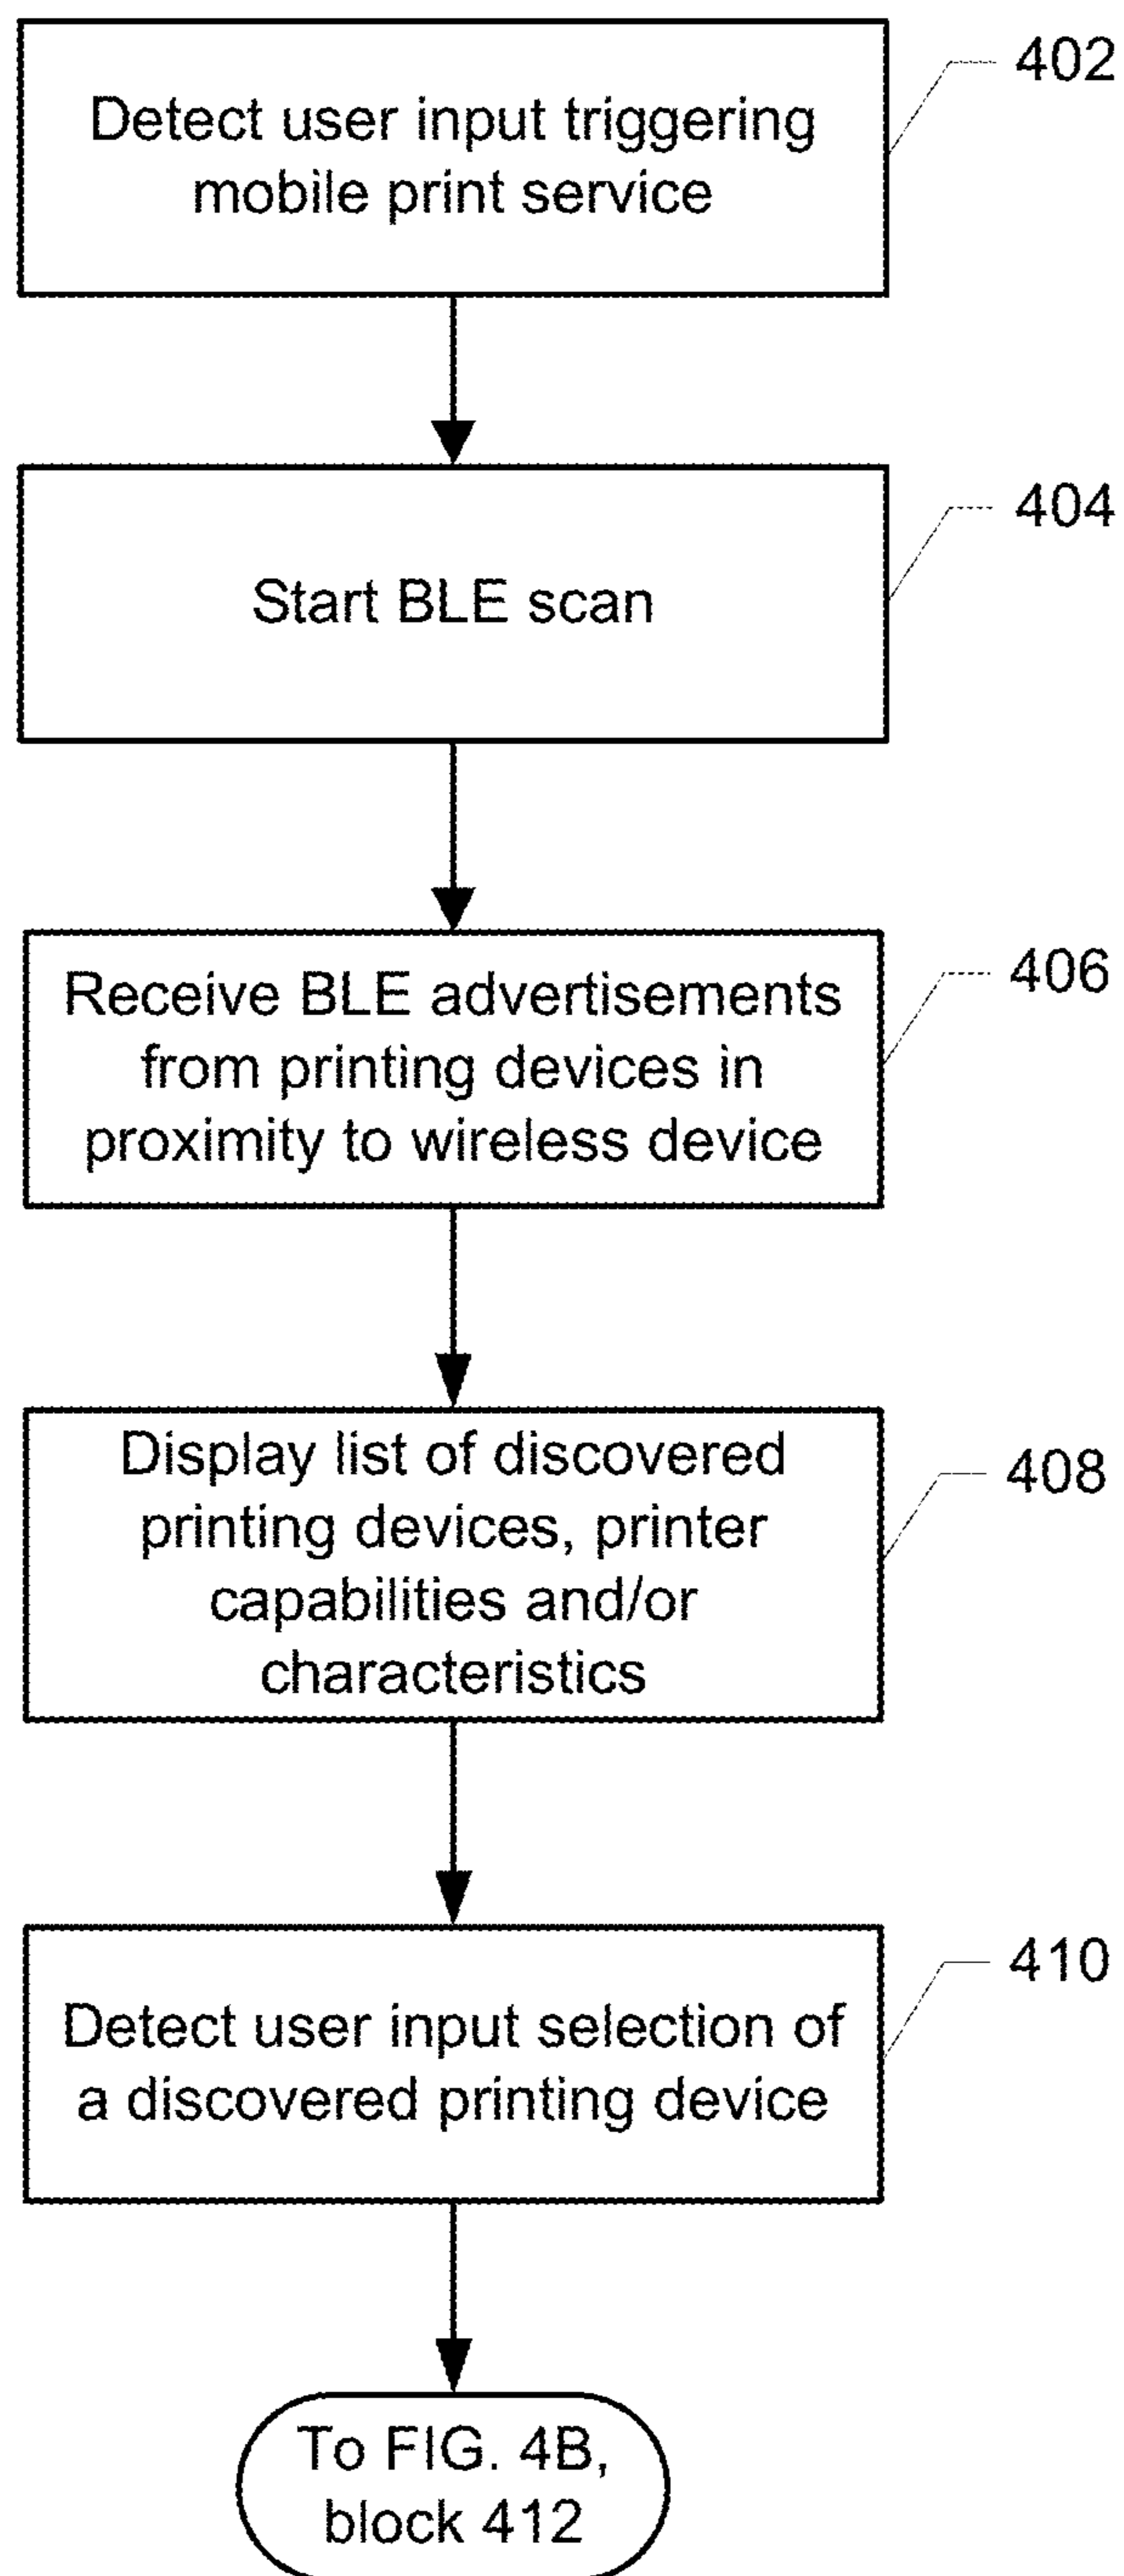 402
Detect user input triggering
mobile print service
404
Start BLE scan
406
Receive BLE advertisements
from printing devices in
proximity to wireless device
408
Display list of discovered
printing devices, printer
capabilities and/or
characteristics
410
Detect user input selection of
a discovered printing device
To FIG. 4B,
block 412